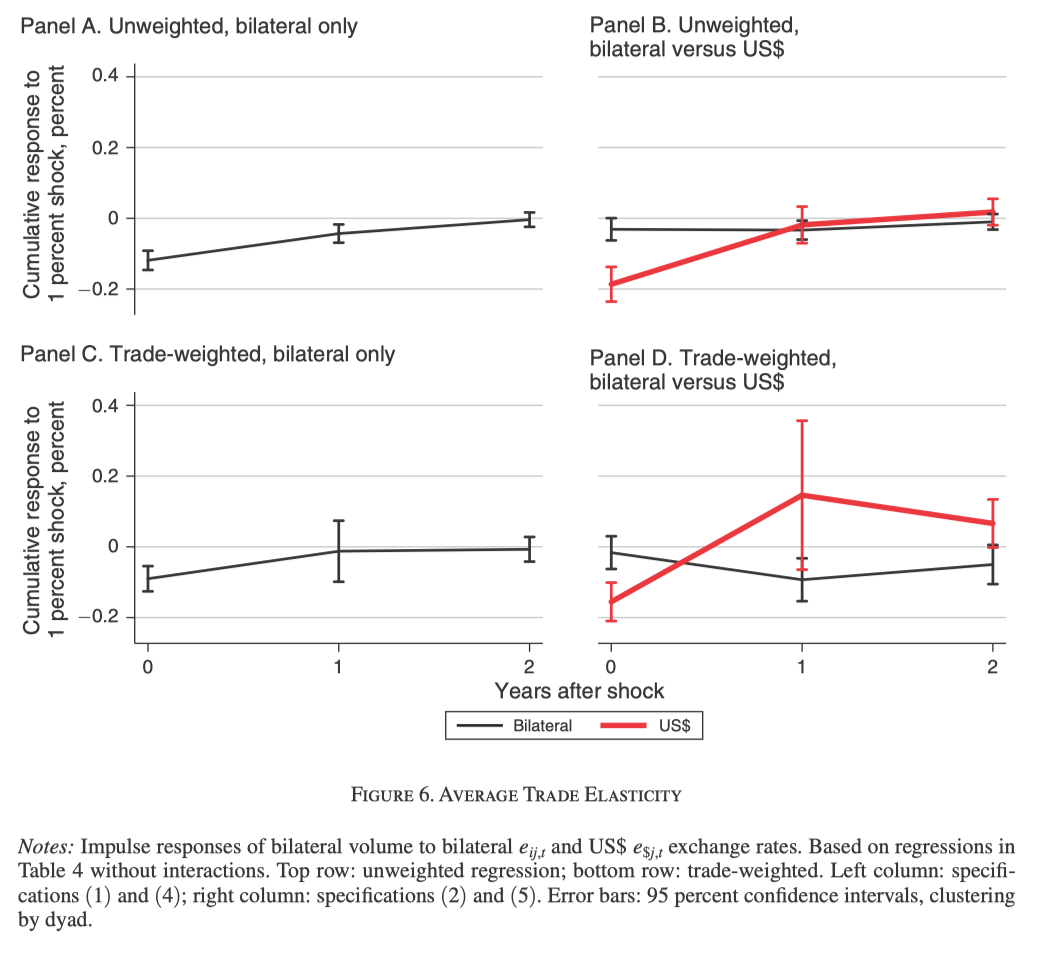 Panel A. Unweighted, bilateral only
Panel B. Unweighted,
bilateral versus US$
Cumulative response to
1 percent shock, percent
0.4
0.2
0
−0.2
Panel C. Trade-weighted, bilateral only
Panel D. Trade-weighted,
bilateral versus US$
Cumulative response to
1 percent shock, percent
0.4
0.2
0
−0.2
0 1 2
0 1 2
Years after shock
Bilateral US$
FIGURE 6. AVERAGE TRADE ELASTICITY
Notes: Impulse responses of bilateral volume to bilateral e_{ij,t} and US$ e_{$j,t} exchange rates. Based on regressions in
Table 4 without interactions. Top row: unweighted regression; bottom row: trade-weighted. Left column: specifi-
cations (1) and (4); right column: specifications (2) and (5). Error bars: 95 percent confidence intervals, clustering
by dyad.